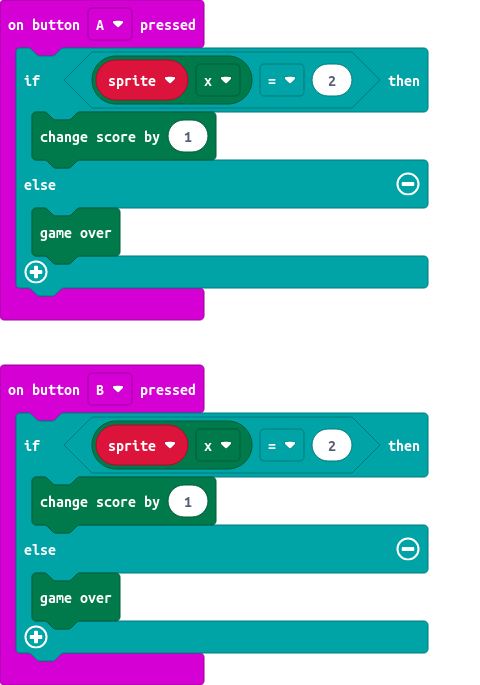 on button A pressed
if sprite x = 2 then
change score by 1
else
game over
on button B pressed
if sprite x = 2 then
change score by 1
else
game over